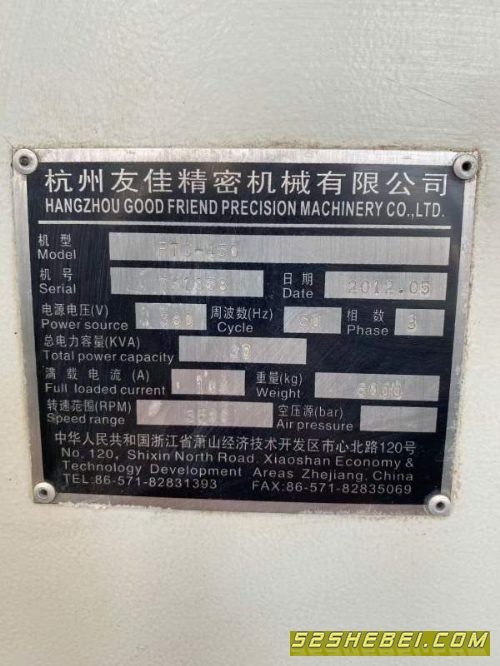 杭州友佳精密机械有限公司
HANGZHOU GOOD FRIEND PRECISION MACHINERY CO.,LTD.
机型
Model
机号 日期 2012.05
Serial Date
电源电压(V) 周波数(Hz) 相数 3
Power source Cycle Phase
总电力容量(KVA)
Total power capacity
满载电流(A) 重量(kg)
Full loaded current Weight
转速范围(RPM) 空压源(bar)
Speed range Air pressure
中华人民共和国浙江省萧山经济技术开发区市心北路120号
No. 120, Shixin North Road, Xiaoshan Economy &
Technology Development Areas Zhejiang, China
TEL:86-571-82831393 FAX:86-571-82835069
52SHEBEI.COM